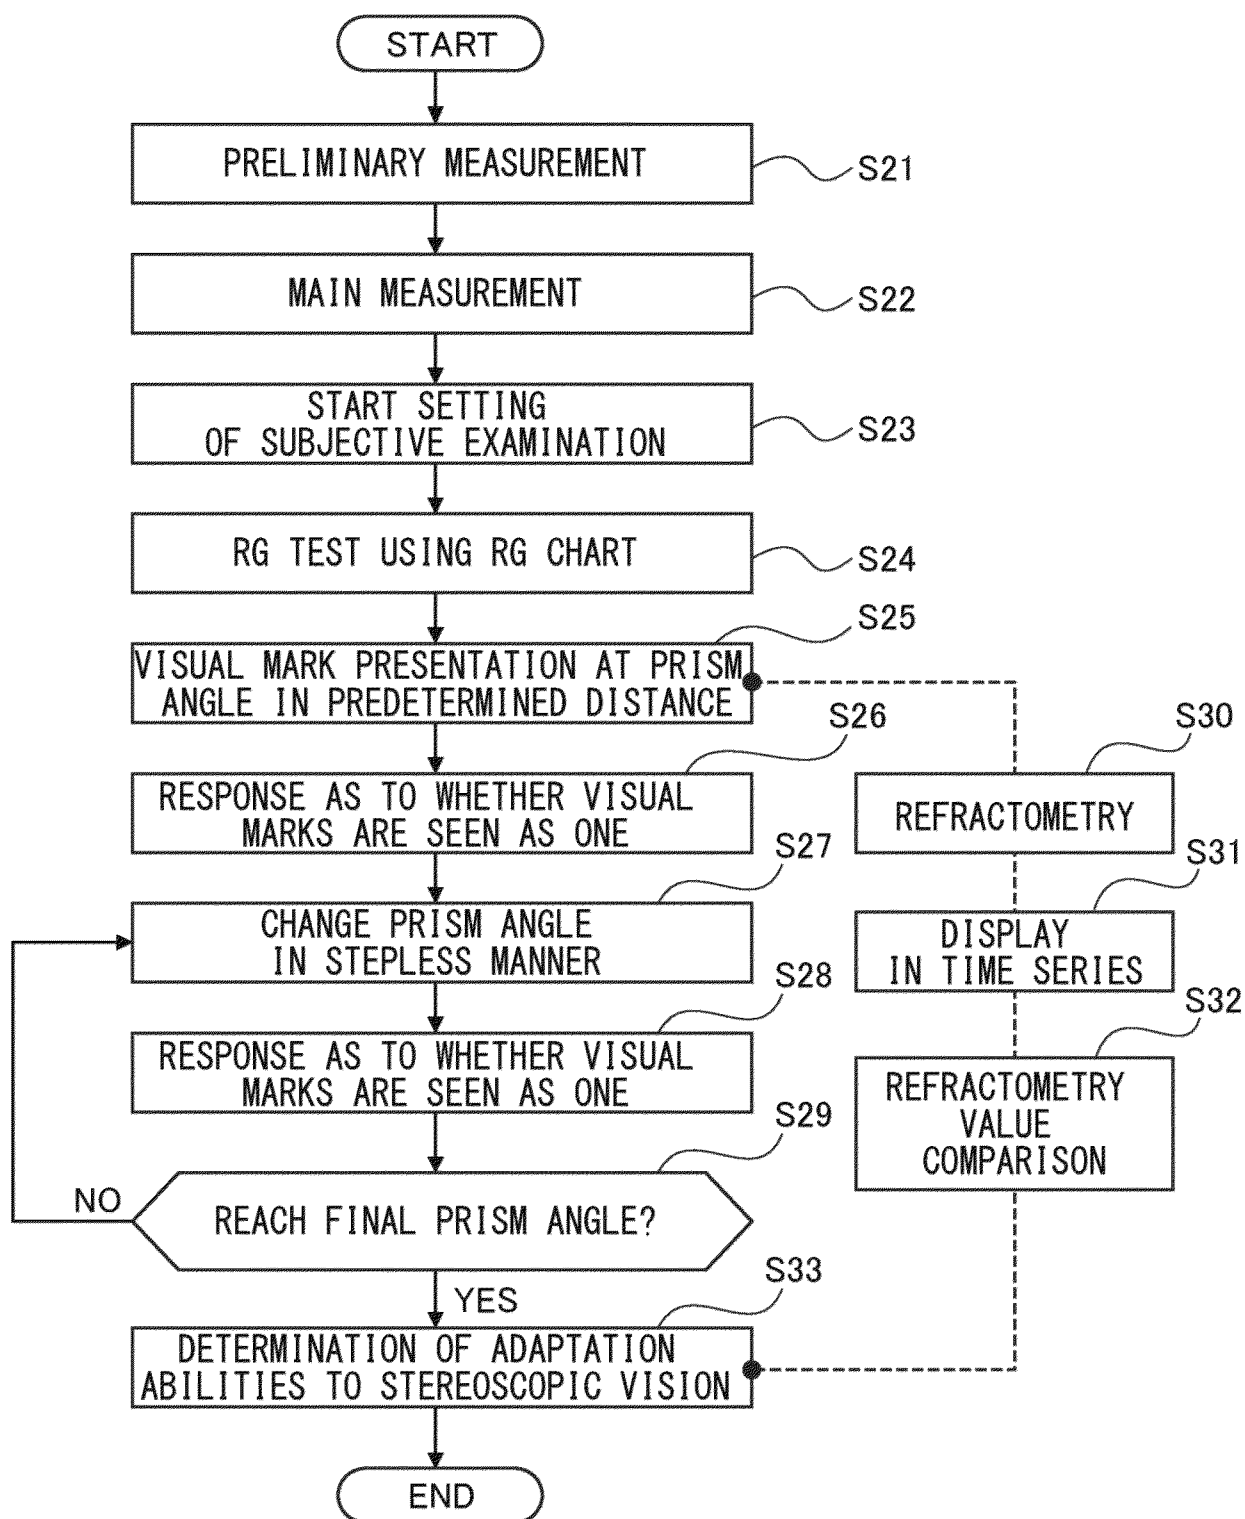 START
PRELIMINARY MEASUREMENT
S21
MAIN MEASUREMENT
S22
START SETTING
OF SUBJECTIVE EXAMINATION
S23
RG TEST USING RG CHART
S24
S25
VISUAL MARK PRESENTATION AT PRISM
ANGLE IN PREDETERMINED DISTANCE
S26
RESPONSE AS TO WHETHER VISUAL
MARKS ARE SEEN AS ONE
S27
CHANGE PRISM ANGLE
IN STEPLESS MANNER
S28
RESPONSE AS TO WHETHER VISUAL
MARKS ARE SEEN AS ONE
S29
REACH FINAL PRISM ANGLE?
NO
YES
S30
REFRACTOMETRY
S31
DISPLAY
IN TIME SERIES
S32
REFRACTOMETRY
VALUE
COMPARISON
S33
DETERMINATION OF ADAPTATION
ABILITIES TO STEREOSCOPIC VISION
END